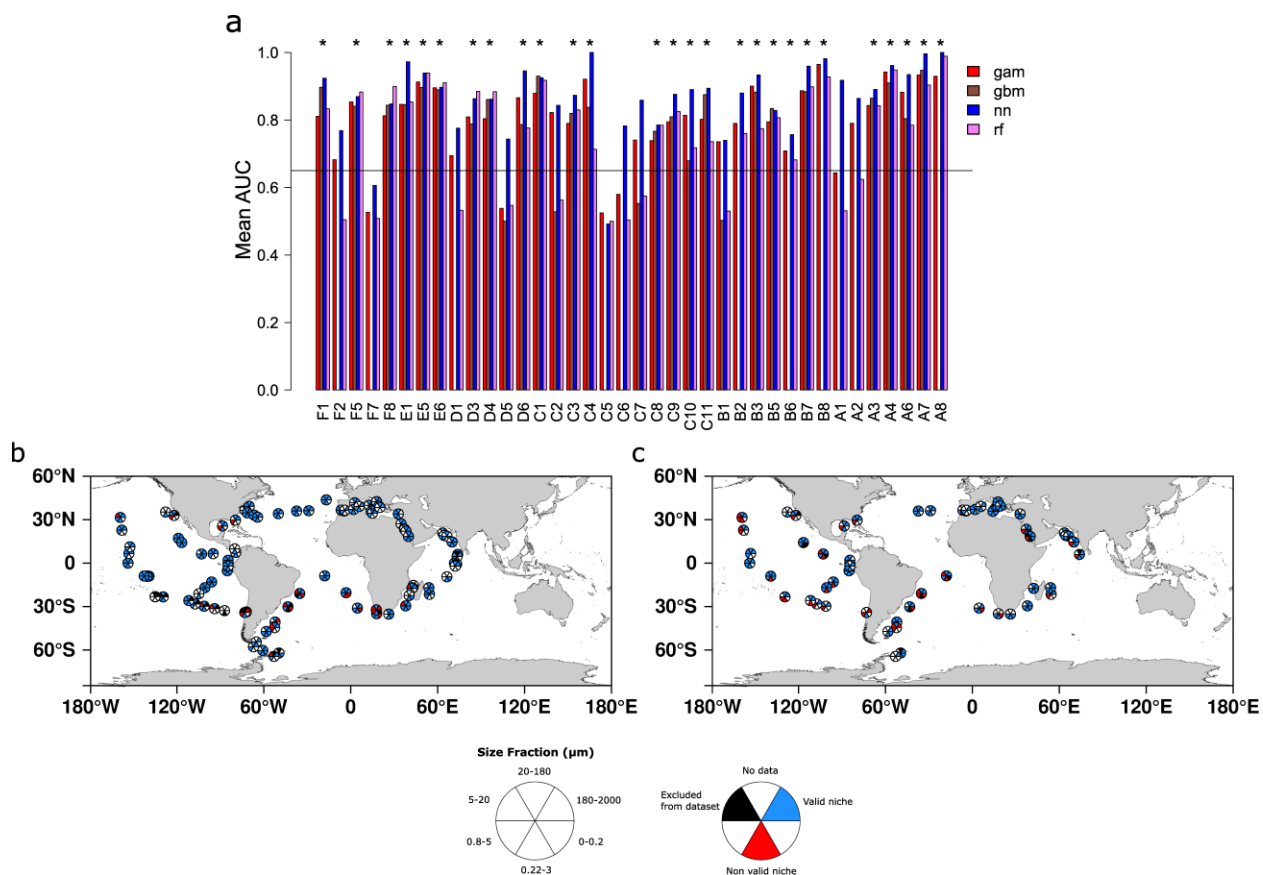 a
* * * * * * * * * * * * * * * * * * * * * * * * * * * *
1.0
0.8
0.6
0.4
0.2
0.0
Mean AUC
gam
gbm
nn
rf
F1 F2 F5 F7 F8 E1 E5 E6 D1 D3 D4 D5 D6 C1 C2 C3 C4 C5 C6 C7 C8 C9 C10 C11 B1 B2 B3 B5 B6 B7 B8 A1 A2 A3 A4 A6 A7 A8
b
60°N
30°N
0
30°S
60°S
180°W 120°W 60°W 0 60°E 120°E 180°E
c
60°N
30°N
0
30°S
60°S
180°W 120°W 60°W 0 60°E 120°E 180°E
Size Fraction (μm)
20-180
5-20 180-2000
0.8-5 0-0.2
0.22-3
No data
Excluded
from dataset
Valid niche
Non valid niche